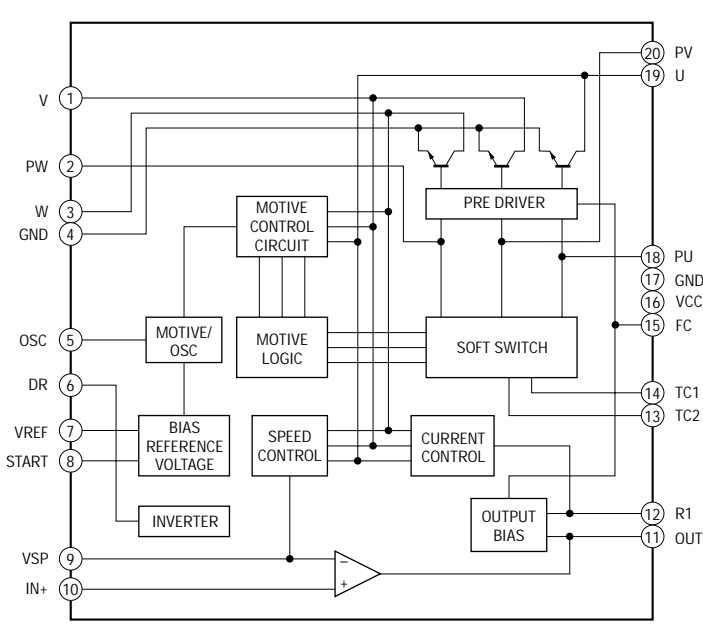 20 PV
19 U
V 1
PW 2
PRE DRIVER
W 3
MOTIVE
CONTROL
CIRCUIT
GND 4
18 PU
17 GND
16 VCC
15 FC
OSC 5
MOTIVE/
OSC
MOTIVE
LOGIC
SOFT SWITCH
DR 6
14 TC1
13 TC2
VREF 7
START 8
BIAS
REFERENCE
VOLTAGE
SPEED
CONTROL
CURRENT
CONTROL
INVERTER
OUTPUT
BIAS
12 R1
11 OUT
VSP 9
IN+ 10
−
+